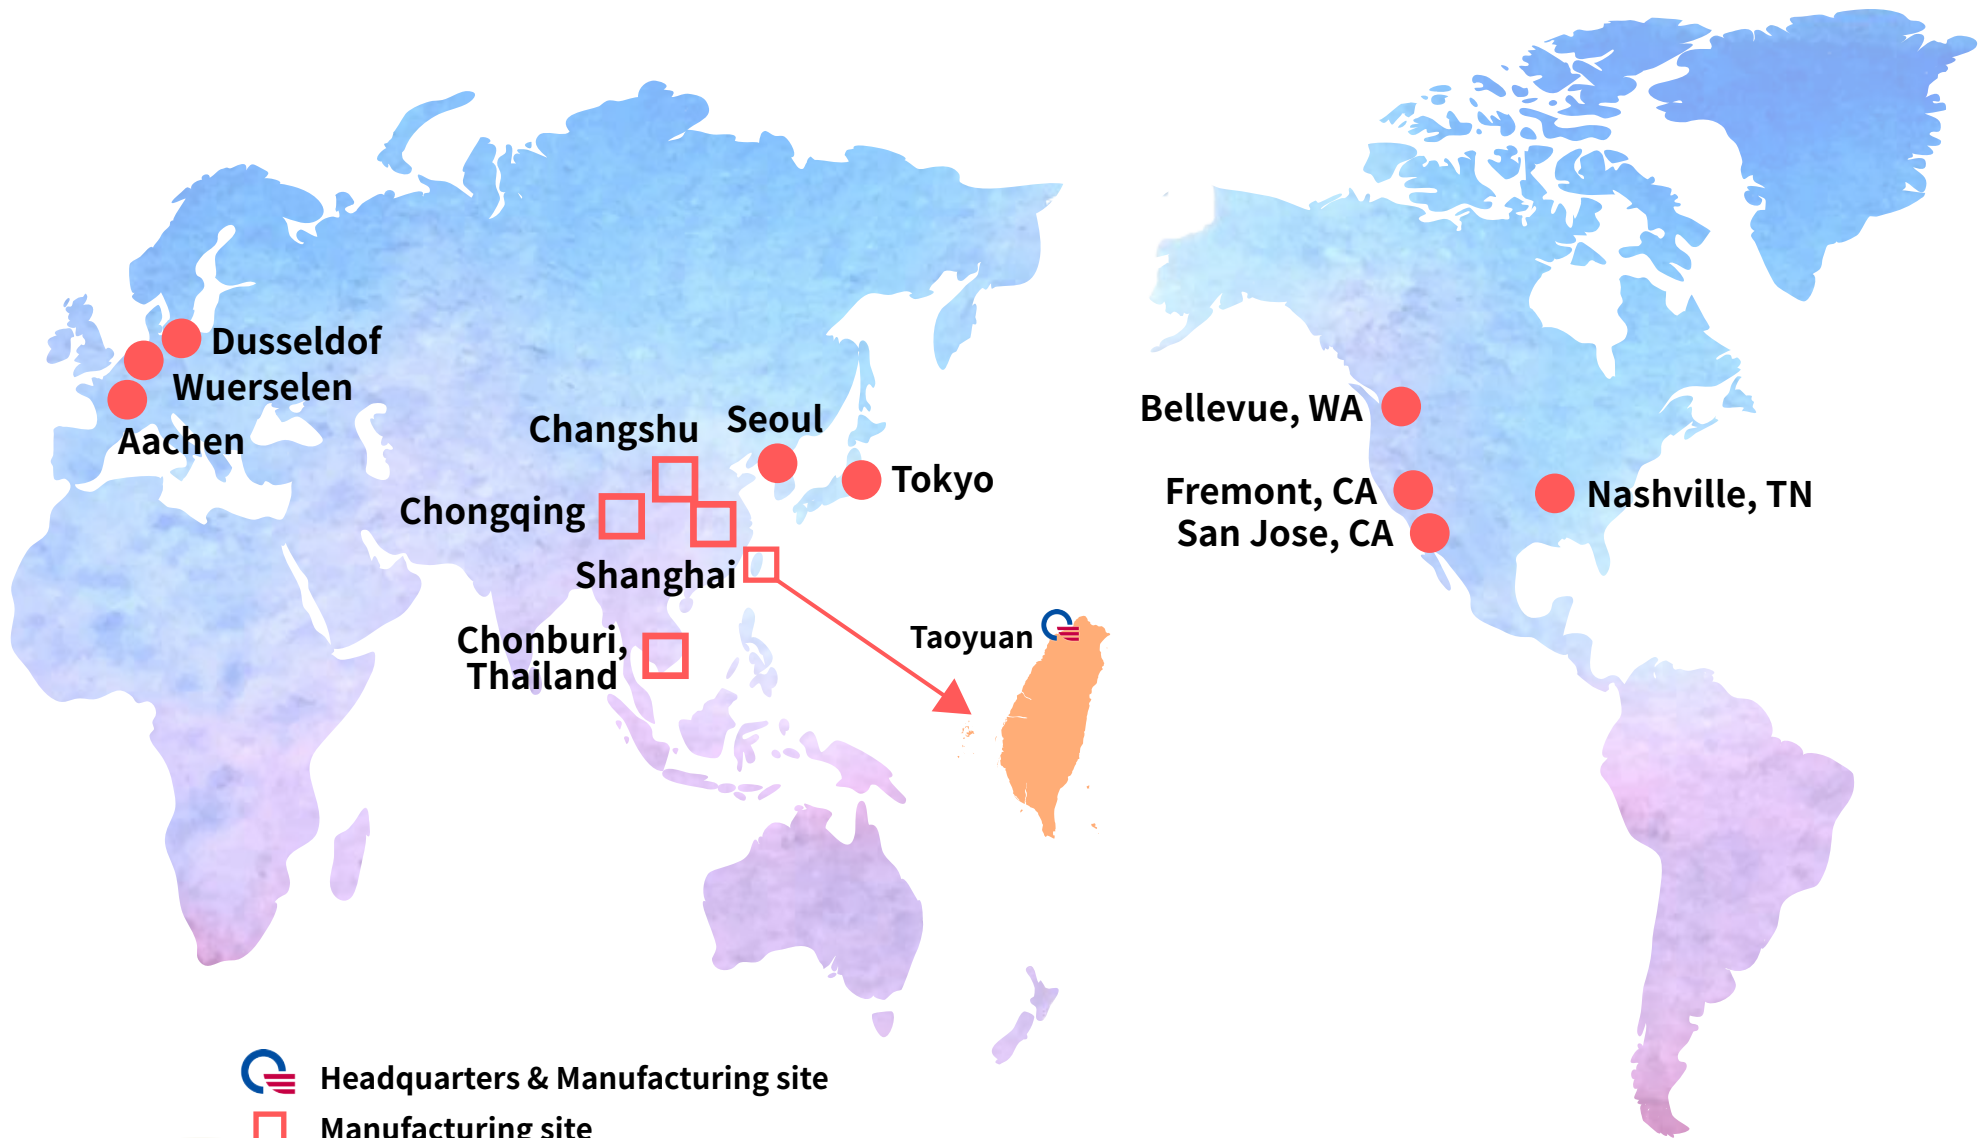 Dusseldof
Wuerselen
Aachen
Changshu
Seoul
Tokyo
Chongqing
Shanghai
Chonburi,
Thailand
Taoyuan
Bellevue, WA
Fremont, CA
San Jose, CA
Nashville, TN
Headquarters & Manufacturing site
Manufacturing site